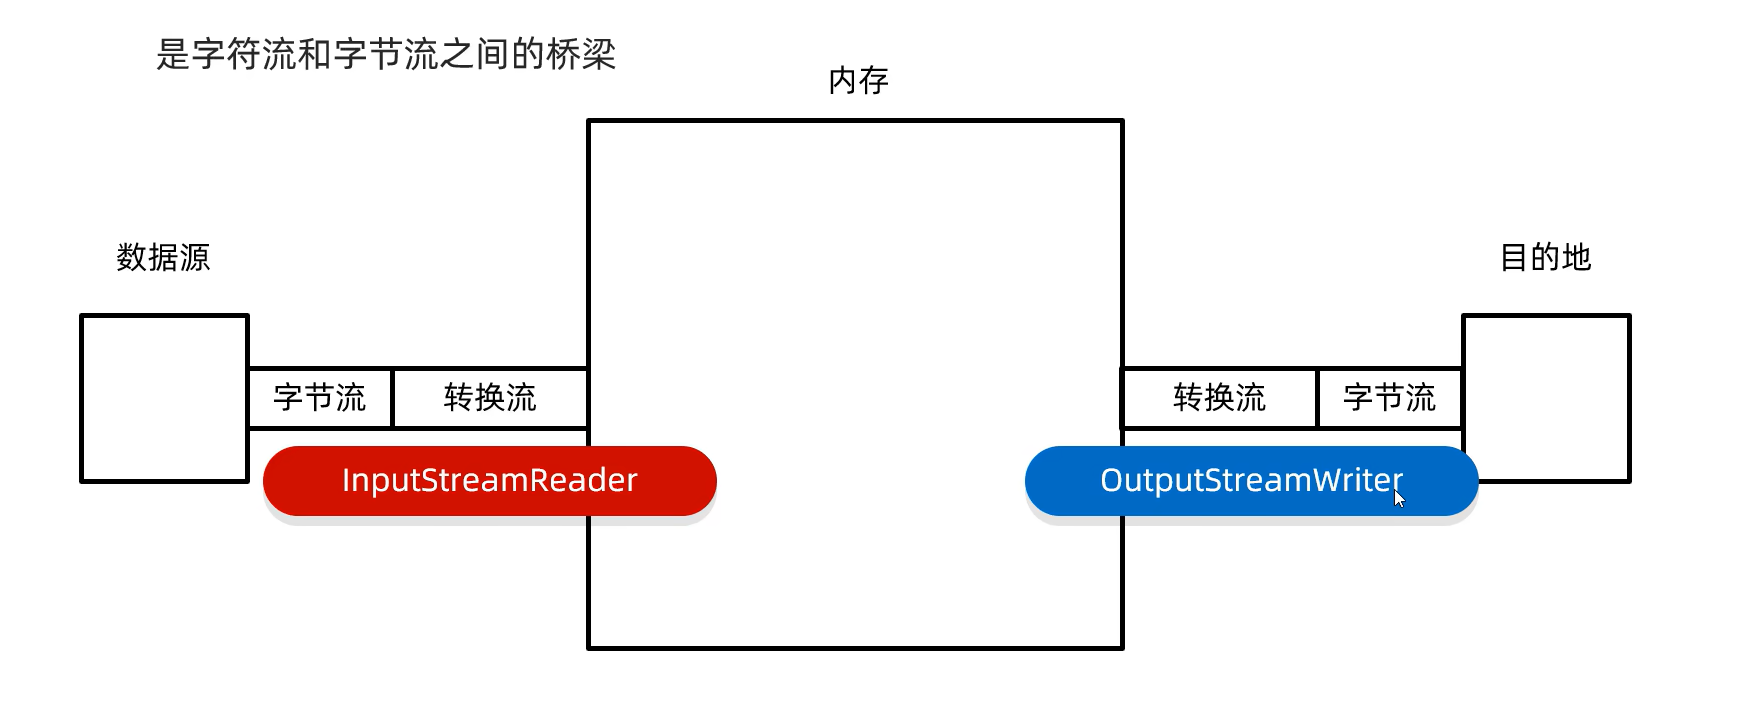 是字符流和字节流之间的桥梁
内存
数据源
目的地
字节流
转换流
转换流
字节流
InputStreamReader
OutputStreamWriter